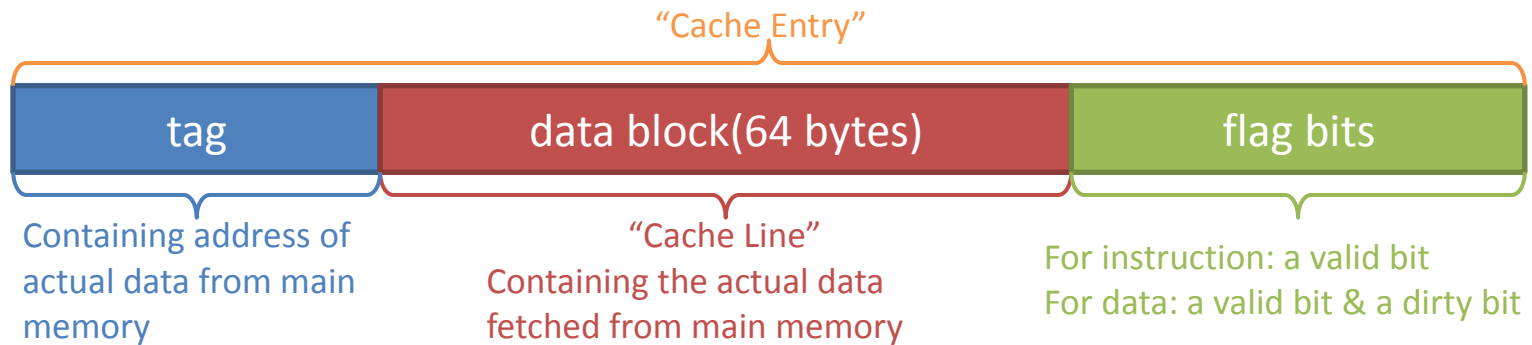 “Cache Entry”
tag
data block(64 bytes)
flag bits
Containing address of
actual data from main
memory
“Cache Line”
Containing the actual data
fetched from main memory
For instruction: a valid bit
For data: a valid bit & a dirty bit